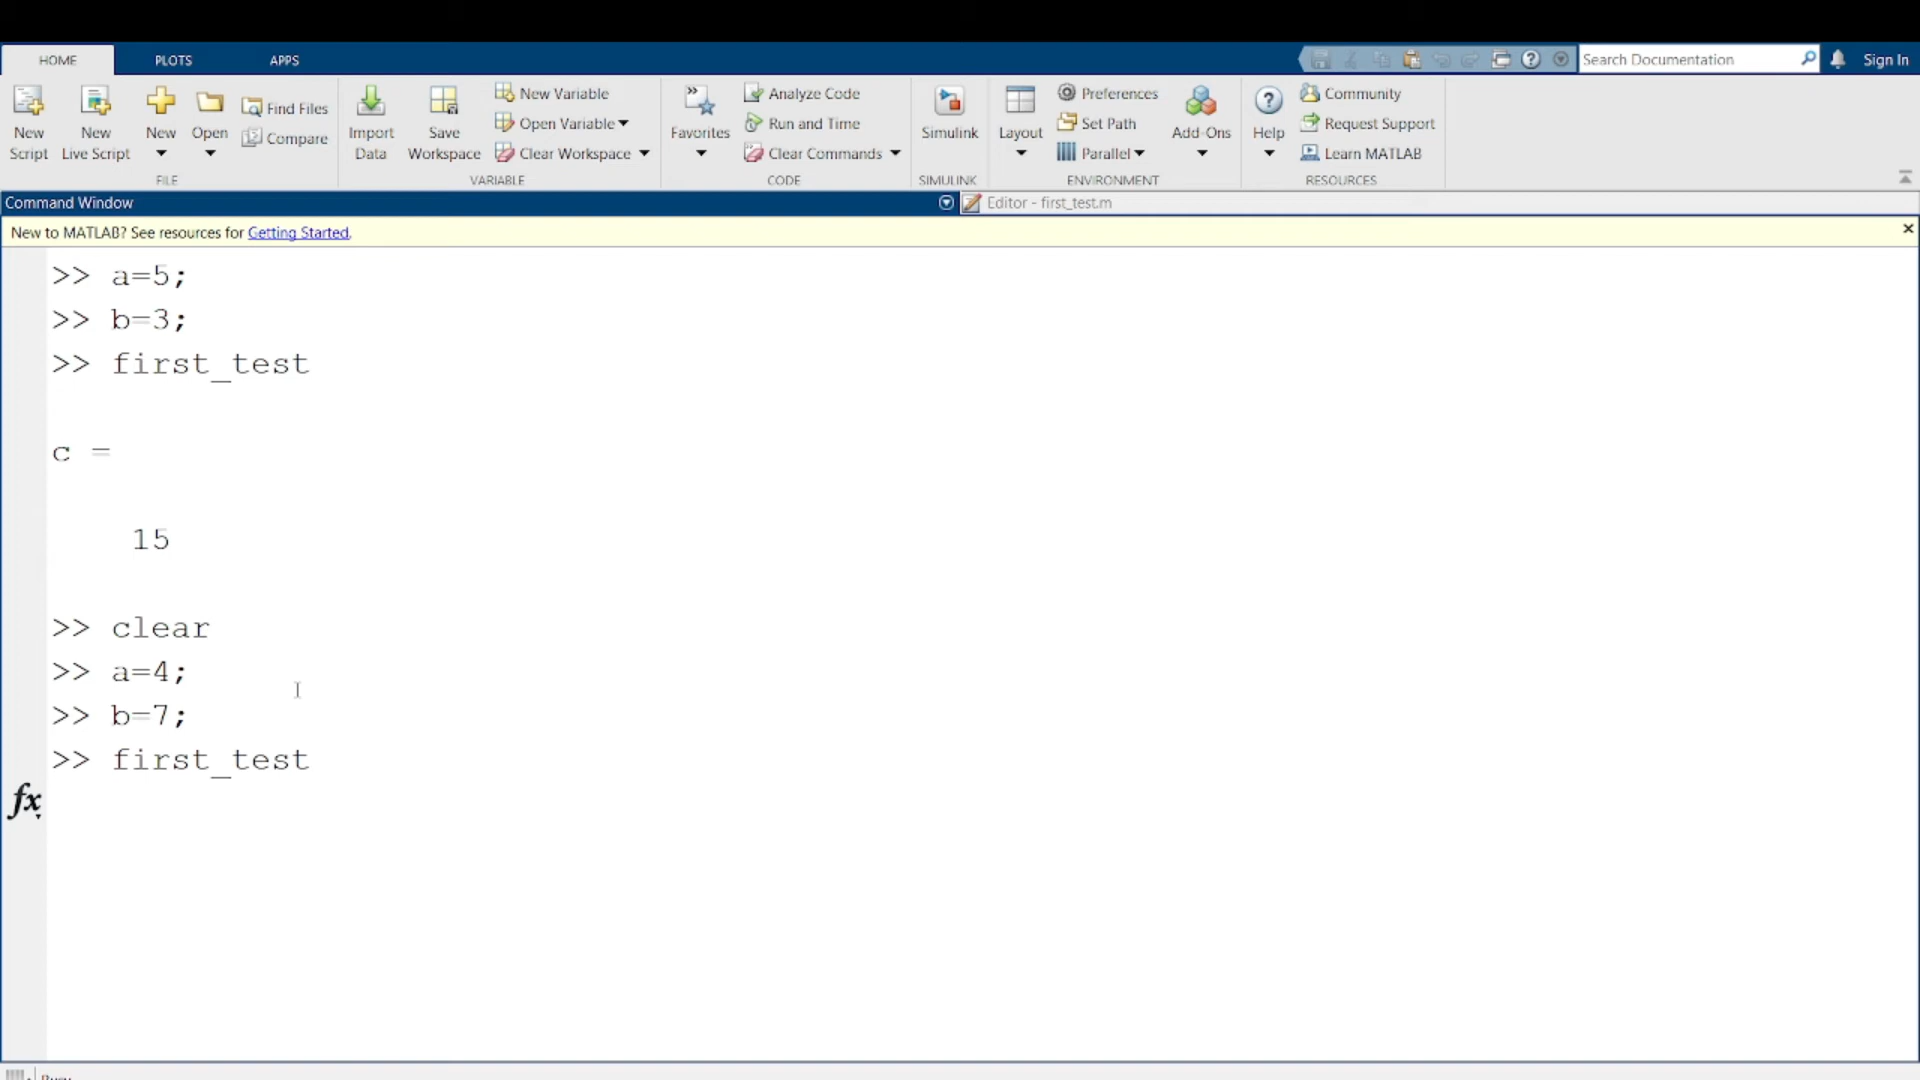 HOME PLOTS APPS Search Documentation Sign In
New Script
New Live Script
New
Open
Find Files
Compare
Import Data
Save Workspace
New Variable
Open Variable
Clear Workspace
Favorites
Analyze Code
Run and Time
Clear Commands
Simulink
Layout
Preferences
Set Path
Parallel
Add-Ons
Help
Community
Request Support
Learn MATLAB
FILE VARIABLE CODE SIMULINK ENVIRONMENT RESOURCES
Command Window Editor - first_test.m
New to MATLAB? See resources for Getting Started.
>> a=5;
>> b=3;
>> first_test
c =
15
>> clear
>> a=4;
>> b=7;
>> first_test
fx